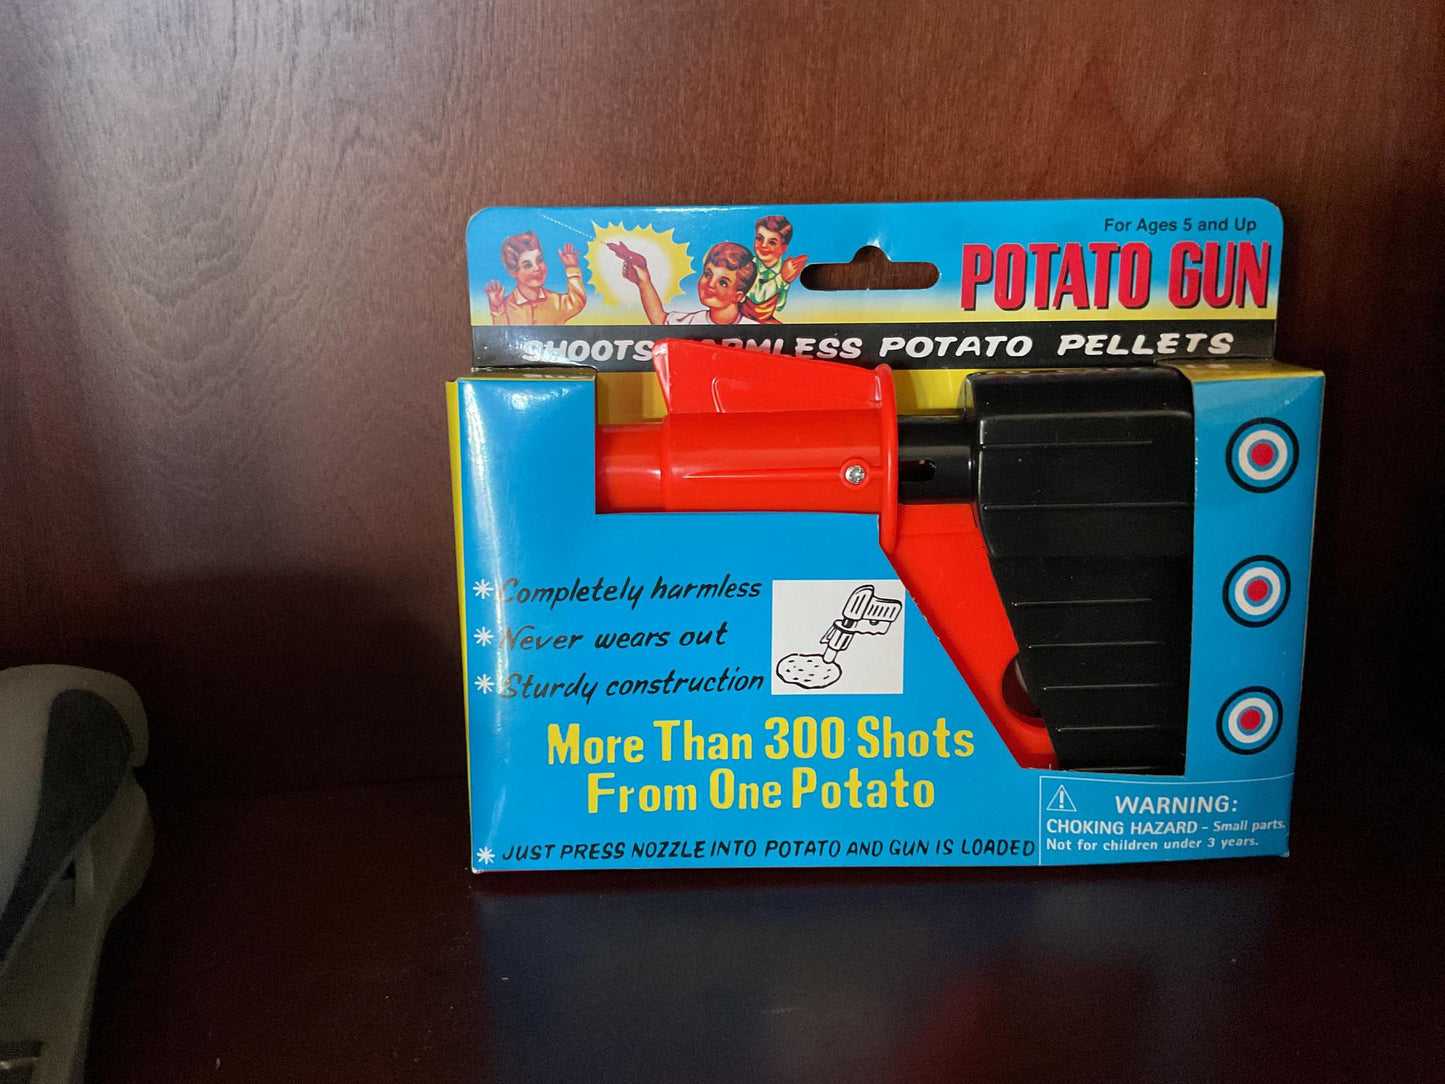 For Ages 5 and Up
POTATO GUN
POTATO PELLETS
* Completely harmless
* Never wears out
* Sturdy construction
More Than 300 Shots
From One Potato
* JUST PRESS NOZZLE INTO POTATO AND GUN IS LOADED
WARNING:
CHOKING HAZARD - Small parts.
Not for children under 3 years.